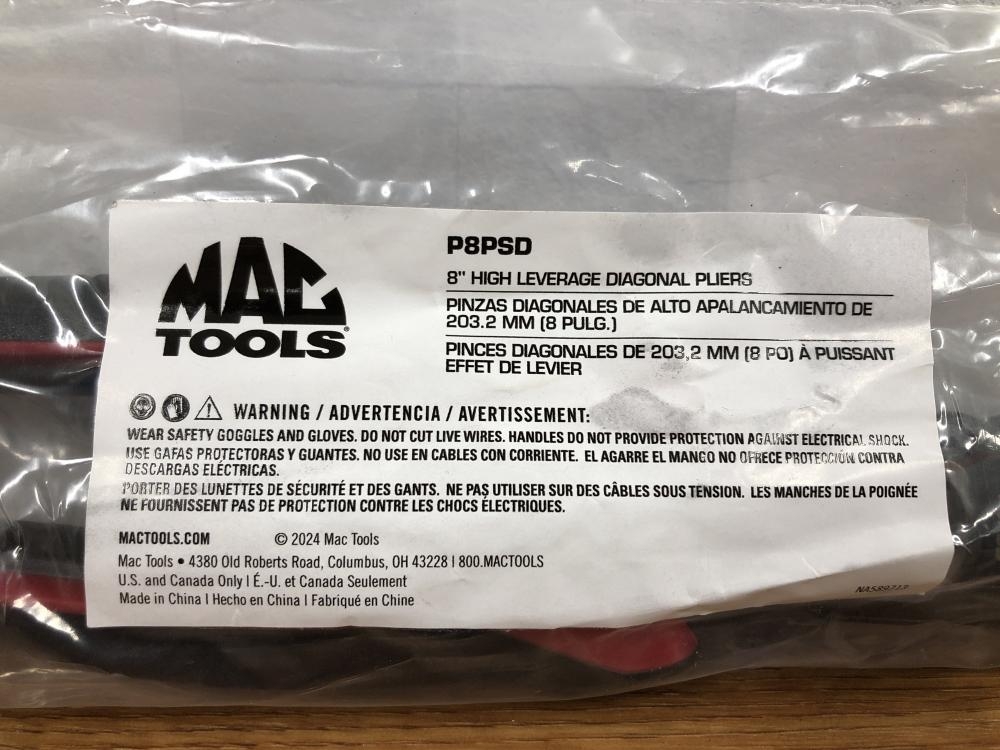 MAC
TOOLS®
P8PSD
8" HIGH LEVERAGE DIAGONAL PLIERS
PINZAS DIAGONALES DE ALTO APALANCAMIENTO DE
203.2 MM (8 PULG.)
PINCES DIAGONALES DE 203,2 MM (8 PO) À PUISSANT
EFFET DE LEVIER
WARNING / ADVERTENCIA / AVERTISSEMENT:
WEAR SAFETY GOGGLES AND GLOVES. DO NOT CUT LIVE WIRES. HANDLES DO NOT PROVIDE PROTECTION AGAINST ELECTRICAL SHOCK.
USE GAFAS PROTECTORAS Y GUANTES. NO USE EN CABLES CON CORRIENTE. EL AGARRE EL MANGO NO OFRECE PROTECCIÓN CONTRA
DESCARGAS ELÉCTRICAS.
PORTER DES LUNETTES DE SÉCURITÉ ET DES GANTS. NE PAS UTILISER SUR DES CÂBLES SOUS TENSION. LES MANCHES DE LA POIGNÉE
NE FOURNISSENT PAS DE PROTECTION CONTRE LES CHOCS ÉLECTRIQUES.
MACTOOLS.COM © 2024 Mac Tools
Mac Tools • 4380 Old Roberts Road, Columbus, OH 43228 | 800.MACTOOLS
U.S. and Canada Only | É.-U. et Canada Seulement
Made in China | Hecho en China | Fabriqué en Chine
NA589713